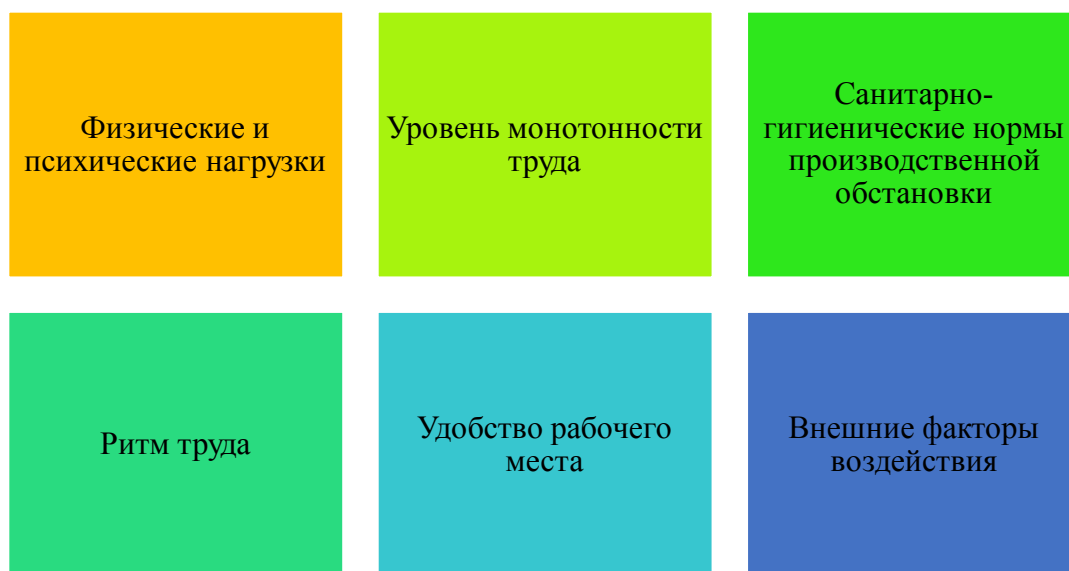 Физические и
психические нагрузки
Уровень монотонности
труда
Санитарно-
гигиенические нормы
производственной
обстановки
Ритм труда
Удобство рабочего
места
Внешние факторы
воздействия